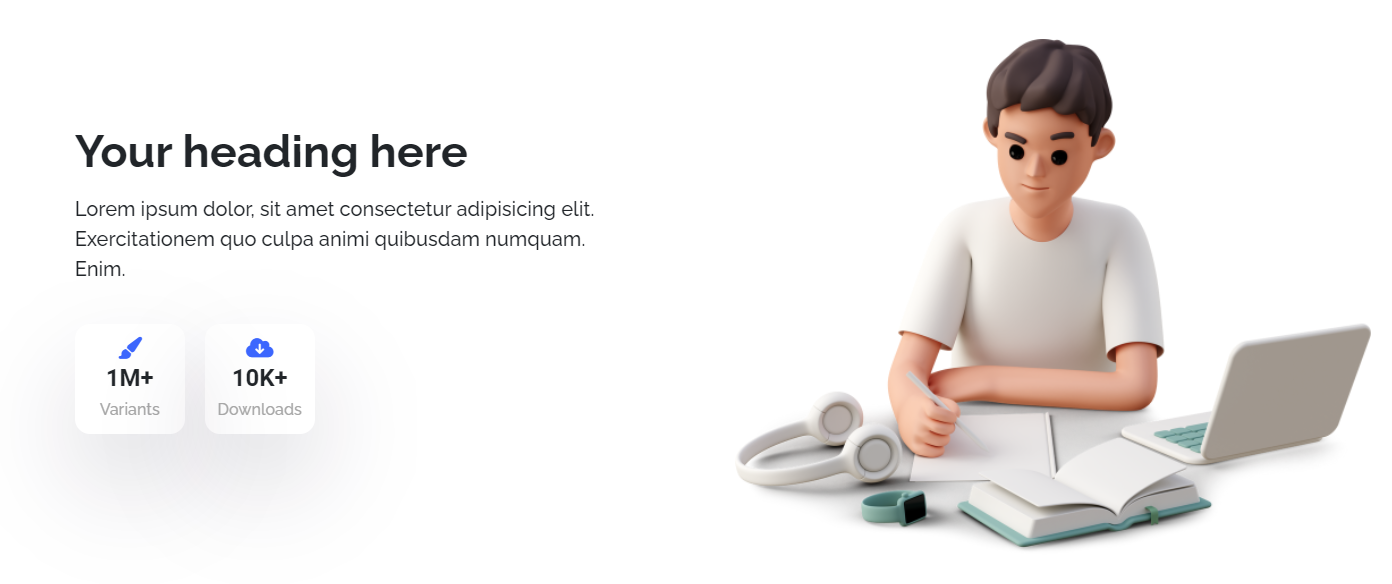 Your heading here
Lorem ipsum dolor, sit amet consectetur adipisicing elit.
Exercitationem quo culpa animi quibusdam numquam.
Enim.
1M+
Variants
10K+
Downloads